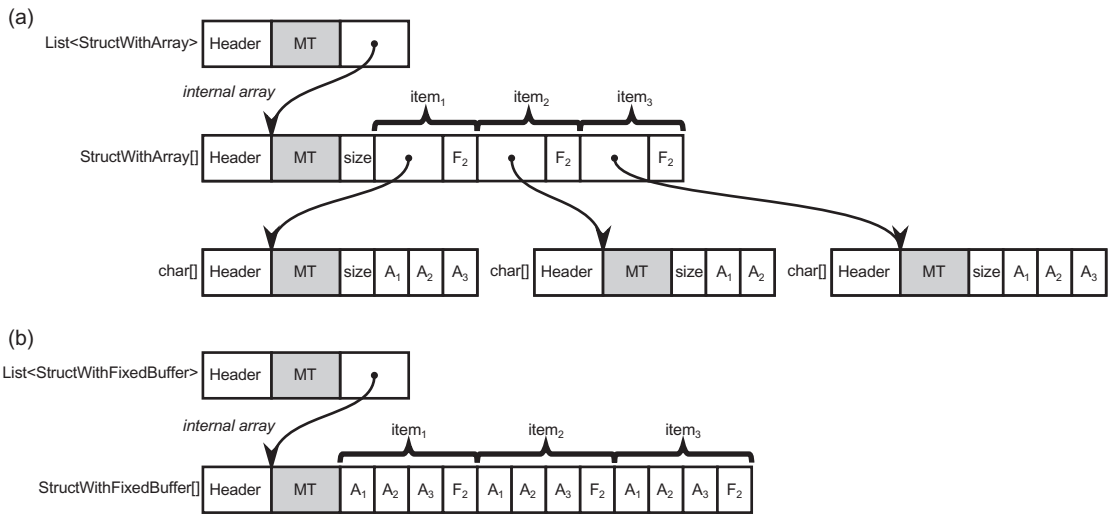 (a)
List<StructWithArray> Header MT
internal array
item₁ item₂ item₃
StructWithArray[] Header MT size F₂ F₂ F₂
char[] Header MT size A₁ A₂ A₃ char[] Header MT size A₁ A₂ char[] Header MT size A₁ A₂ A₃
(b)
List<StructWithFixedBuffer> Header MT
internal array
item₁ item₂ item₃
StructWithFixedBuffer[] Header MT A₁ A₂ A₃ F₂ A₁ A₂ A₃ F₂ A₁ A₂ A₃ F₂